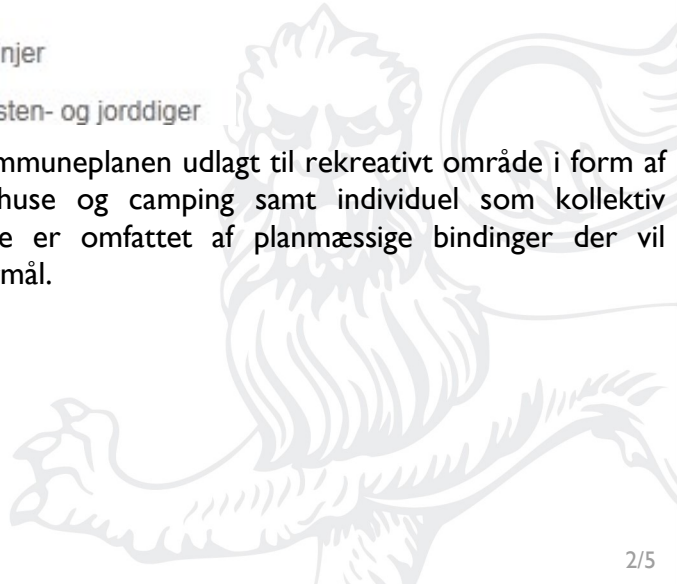 njer
sten- og jorddiger
mmuneplanen udlagt til rekreativt område i form af
huse og camping samt individuel som kollektiv
e er omfattet af planmæssige bindinger der vil
mål.
2/5